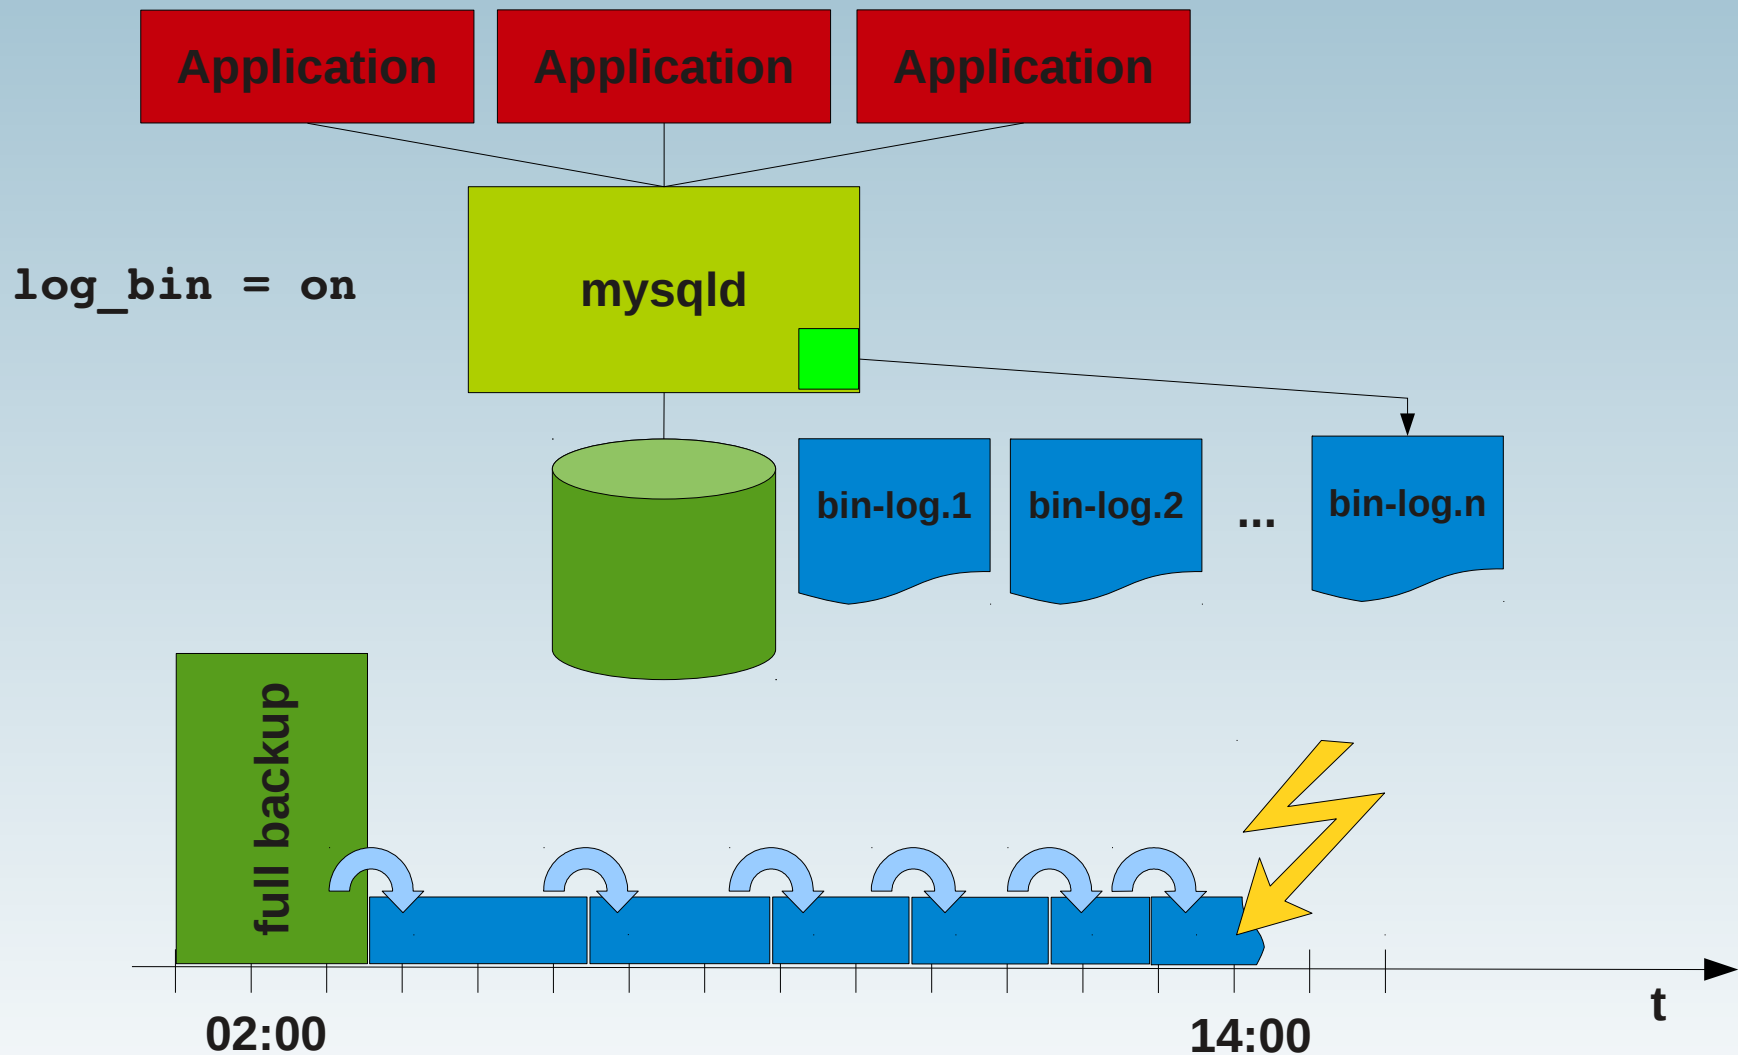 Application
Application
Application
log_bin = on
mysqld
bin-log.1
bin-log.2
...
bin-log.n
full backup
t
02:00
14:00